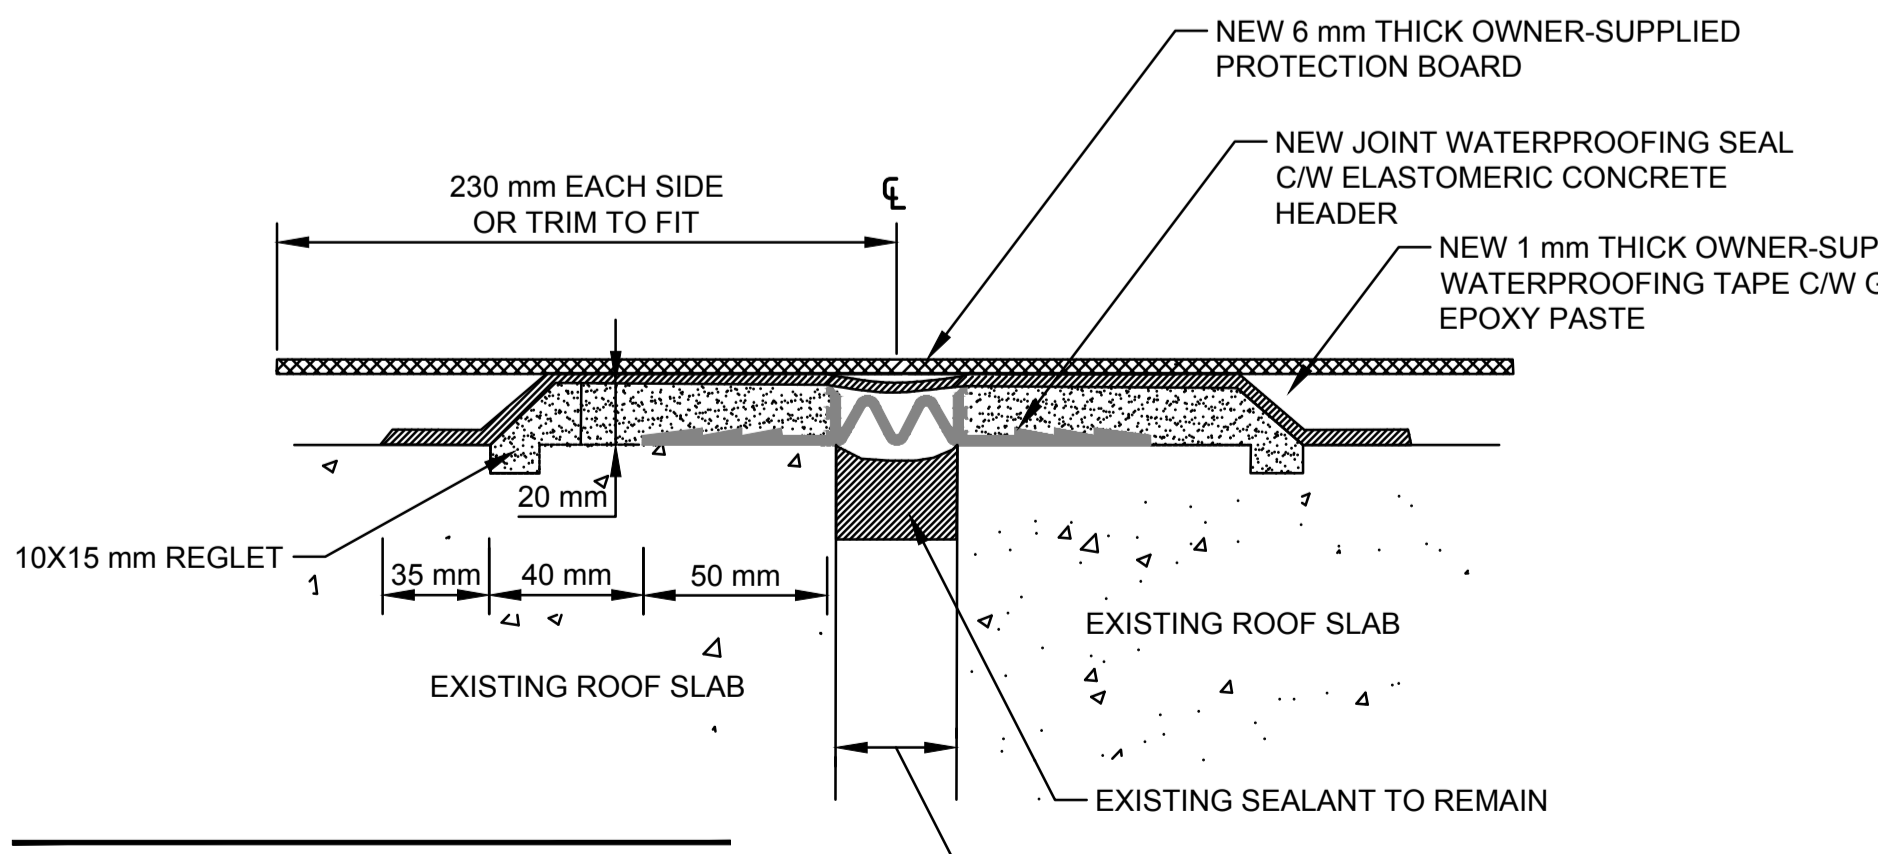 NEW 6 mm THICK OWNER-SUPPLIED
PROTECTION BOARD
NEW JOINT WATERPROOFING SEAL
C/W ELASTOMERIC CONCRETE
HEADER
230 mm EACH SIDE
OR TRIM TO FIT
℄
NEW 1 mm THICK OWNER-SUP
WATERPROOFING TAPE C/W G
EPOXY PASTE
20 mm
10X15 mm REGLET
35 mm
40 mm
50 mm
EXISTING ROOF SLAB
EXISTING ROOF SLAB
EXISTING SEALANT TO REMAIN